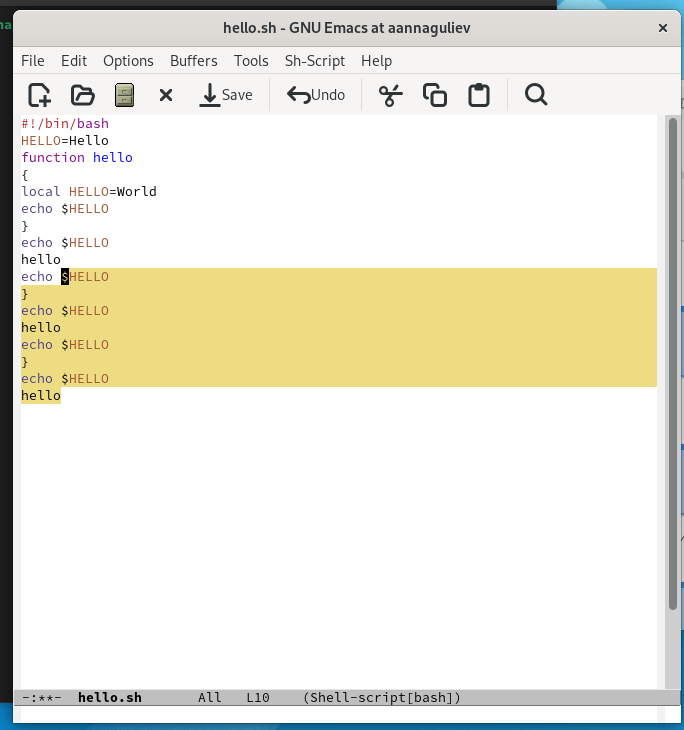 na
hello.sh - GNU Emacs at aannaguliev
File Edit Options Buffers Tools Sh-Script Help
Save Undo
#!/bin/bash
HELLO=Hello
function hello
{
local HELLO=World
echo $HELLO
}
echo $HELLO
hello
echo $HELLO
}
echo $HELLO
hello
echo $HELLO
}
echo $HELLO
hello
-:**- hello.sh All L10 (Shell-script[bash])